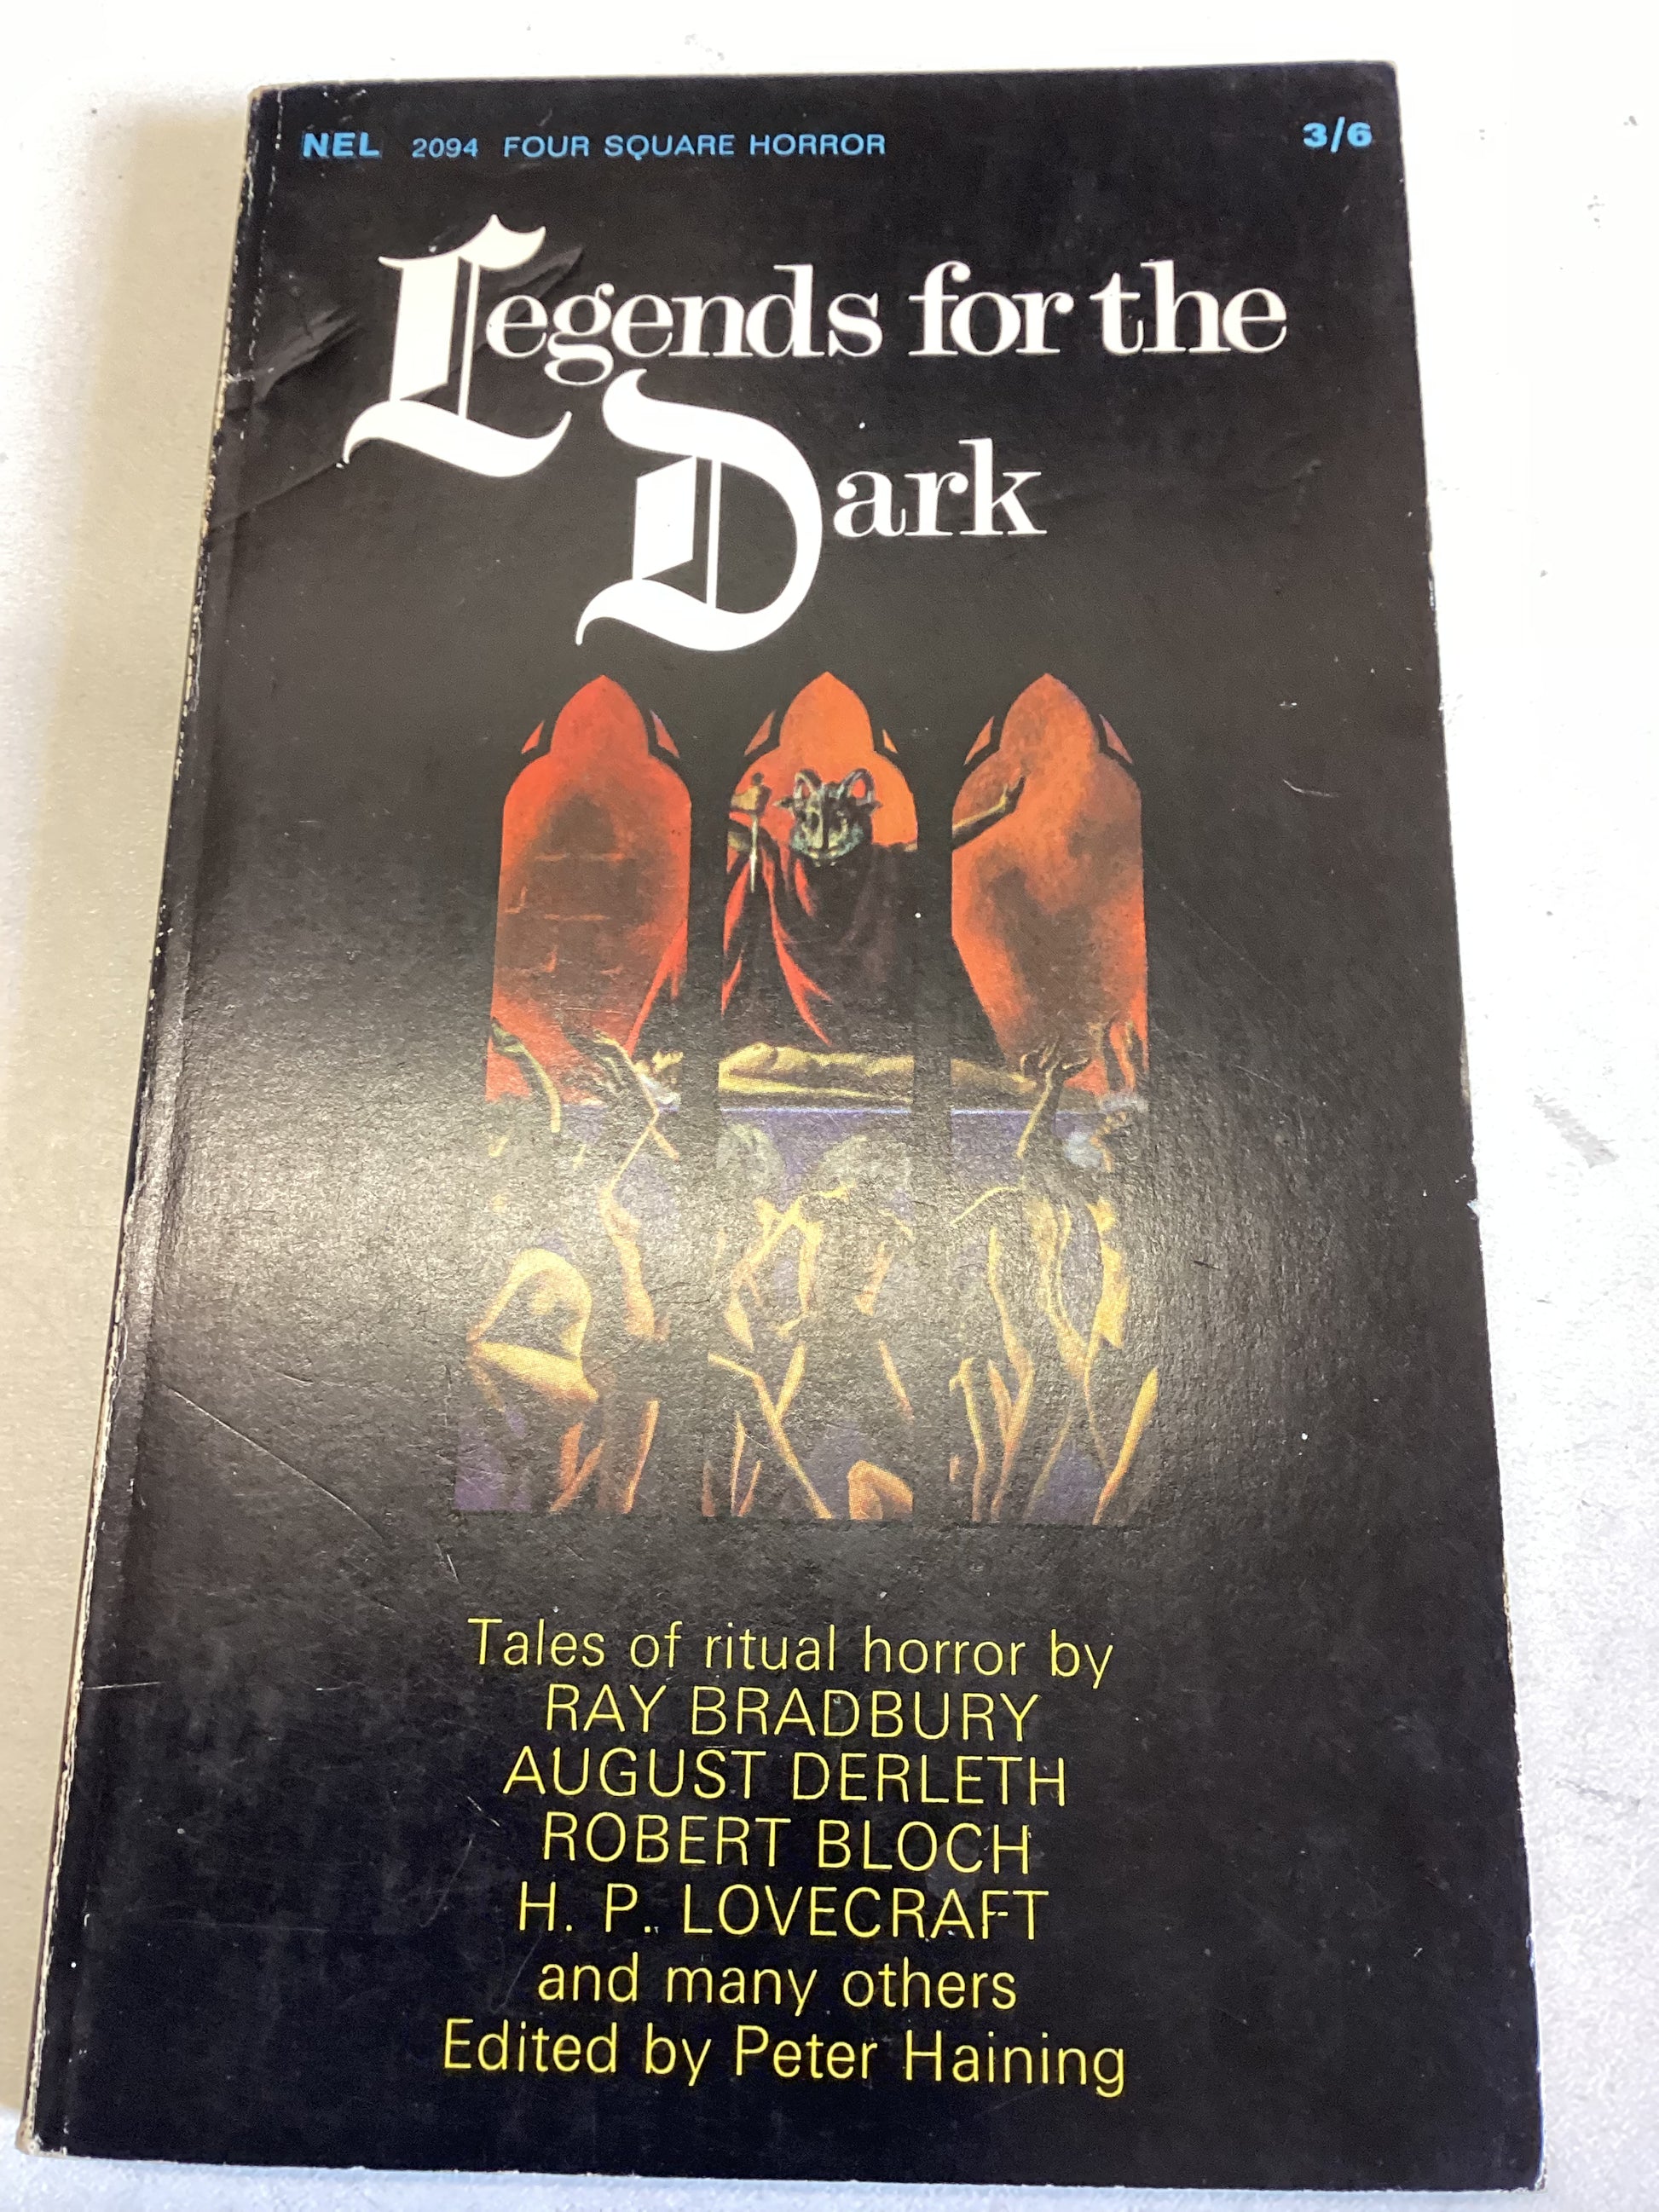 NEL 2094 FOUR SQUARE HORROR 3/6
Legends for the
Dark
Tales of ritual horror by
RAY BRADBURY
AUGUST DERLETH
ROBERT BLOCH
H. P. LOVECRAFT
and many others
Edited by Peter Haining